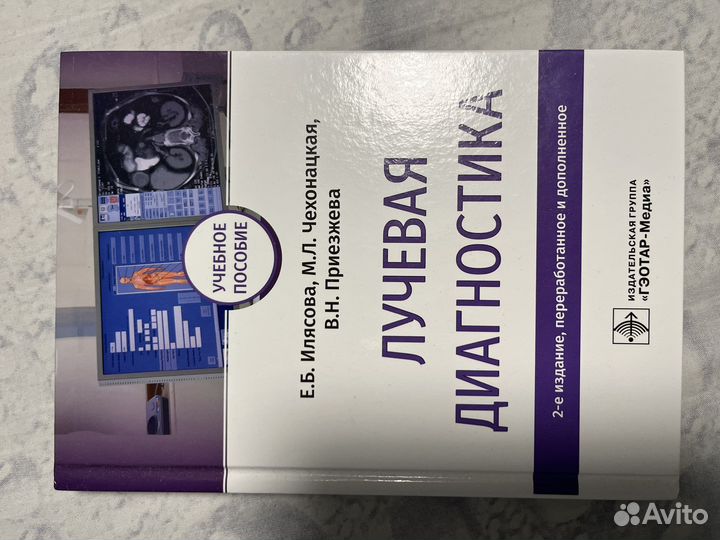 УЧЕБНОЕ
ПОСОБИЕ
Е.Б. Илясова, М.Л. Чехонацкая,
В.Н. Приезжева
ЛУЧЕВАЯ
ДИАГНОСТИКА
2-е издание, переработанное и дополненное
ИЗДАТЕЛЬСКАЯ ГРУППА
«ГЭОТАР-Медиа»
Avito